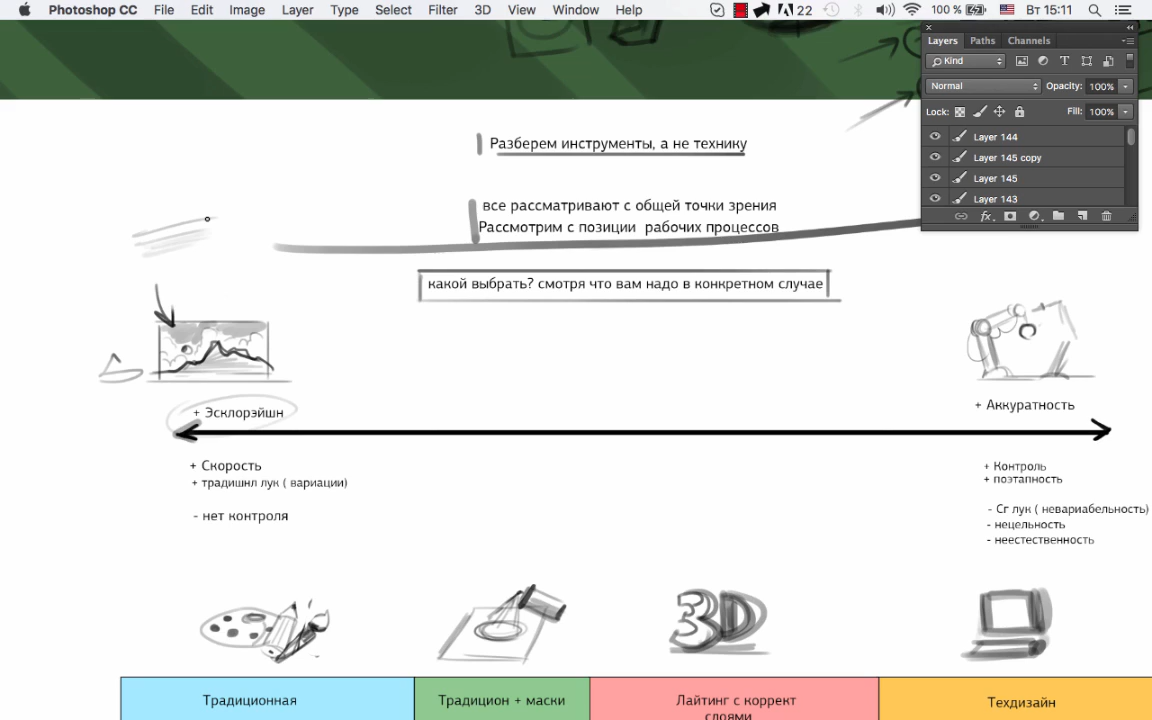 Photoshop CC File Edit Image Layer Type Select Filter 3D View Window Help 22 100 % Вт 15:11
Layers Paths Channels
Kind
Normal Opacity: 100%
Lock: Fill: 100%
Layer 144
Layer 145 copy
Layer 145
Layer 143
fx
Разберем инструменты, а не технику
все рассматривают с общей точки зрения
Рассмотрим с позиции рабочих процессов
какой выбрать? смотря что вам надо в конкретном случае
+ Эсклорэйшн
+ Аккуратность
+ Скорость
+ традишнл лук ( вариации)
- нет контроля
+ Контроль
+ поэтапность
- Сг лук ( невариабельность)
- нецельность
- неестественность
3D
Традиционная
Традицион + маски
Лайтинг с коррект
слоями
Техдизайн